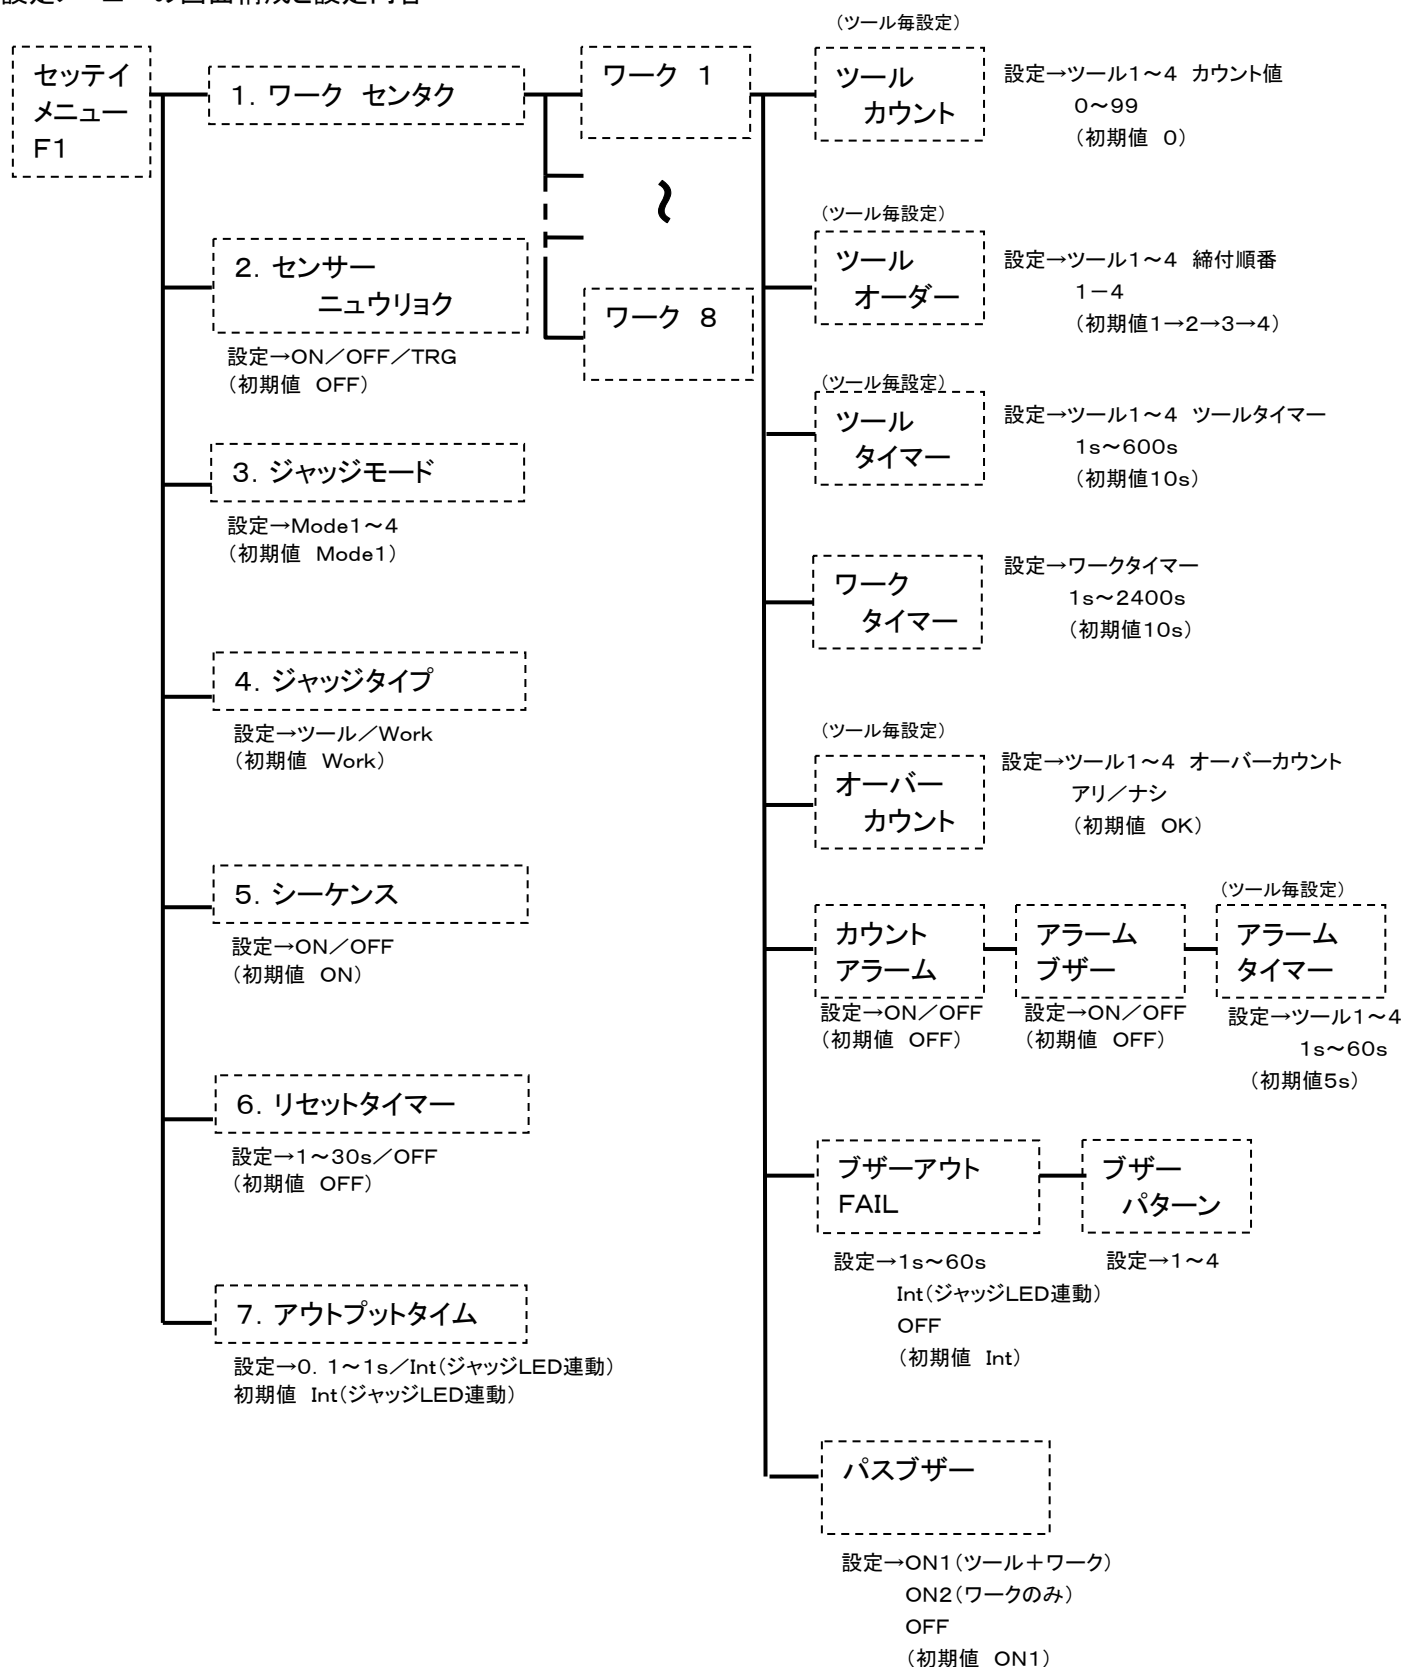 セッテイ
メニュー
F1
1. ワーク センタク
2. センサー
ニュウリョク
設定→ON/OFF/TRG
(初期値 OFF)
3. ジャッジモード
設定→Mode1~4
(初期値 Mode1)
4. ジャッジタイプ
設定→ツール/Work
(初期値 Work)
5. シーケンス
設定→ON/OFF
(初期値 ON)
6. リセットタイマー
設定→1~30s/OFF
(初期値 OFF)
7. アウトプットタイム
設定→0. 1~1s/Int(ジャッジLED連動)
初期値 Int(ジャッジLED連動)
ワーク 1
~
ワーク 8
(ツール毎設定)
ツール
カウント
設定→ツール1~4 カウント値
0~99
(初期値 0)
(ツール毎設定)
ツール
オーダー
設定→ツール1~4 締付順番
1-4
(初期値1→2→3→4)
(ツール毎設定)
ツール
タイマー
設定→ツール1~4 ツールタイマー
1s~600s
(初期値10s)
ワーク
タイマー
設定→ワークタイマー
1s~2400s
(初期値10s)
(ツール毎設定)
オーバー
カウント
設定→ツール1~4 オーバーカウント
アリ/ナシ
(初期値 OK)
カウント
アラーム
設定→ON/OFF
(初期値 OFF)
アラーム
ブザー
設定→ON/OFF
(初期値 OFF)
(ツール毎設定)
アラーム
タイマー
設定→ツール1~4
1s~60s
(初期値5s)
ブザーアウト
FAIL
設定→1s~60s
Int(ジャッジLED連動)
OFF
(初期値 Int)
ブザー
パターン
設定→1~4
パスブザー
設定→ON1(ツール+ワーク)
ON2(ワークのみ)
OFF
(初期値 ON1)